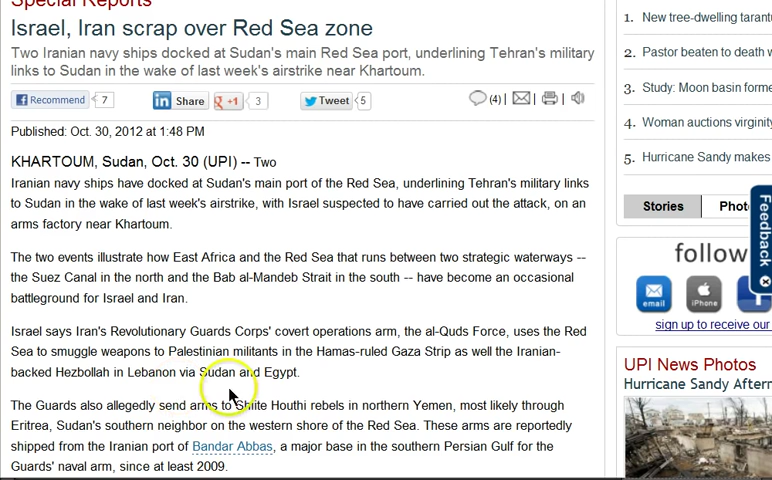 Special Reports
Israel, Iran scrap over Red Sea zone
Two Iranian navy ships docked at Sudan's main Red Sea port, underlining Tehran's military
links to Sudan in the wake of last week's airstrike near Khartoum.
Recommend 7 Share +1 3 Tweet 5 (4)
Published: Oct. 30, 2012 at 1:48 PM
KHARTOUM, Sudan, Oct. 30 (UPI) -- Two
Iranian navy ships have docked at Sudan's main port of the Red Sea, underlining Tehran's military links
to Sudan in the wake of last week's airstrike, with Israel suspected to have carried out the attack, on an
arms factory near Khartoum.
The two events illustrate how East Africa and the Red Sea that runs between two strategic waterways --
the Suez Canal in the north and the Bab al-Mandeb Strait in the south -- have become an occasional
battleground for Israel and Iran.
Israel says Iran's Revolutionary Guards Corps' covert operations arm, the al-Quds Force, uses the Red
Sea to smuggle weapons to Palestinian militants in the Hamas-ruled Gaza Strip as well the Iranian-
backed Hezbollah in Lebanon via Sudan and Egypt.
The Guards also allegedly send arms to Shiite Houthi rebels in northern Yemen, most likely through
Eritrea, Sudan's southern neighbor on the western shore of the Red Sea. These arms are reportedly
shipped from the Iranian port of Bandar Abbas, a major base in the southern Persian Gulf for the
Guards' naval arm, since at least 2009.
1. New tree-dwelling
2. Pastor beaten to death
3. Study: Moon basin
4. Woman auctions virginity
5. Hurricane Sandy makes
Stories
Feedback
follow
email iPhone
sign up to receive our
UPI News Photos
Hurricane Sandy